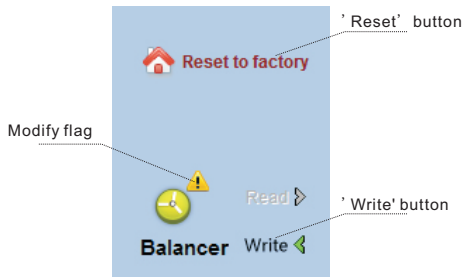 ’Reset’ button
Reset to factory
Modify flag
Read
’Write' button
Balancer
Write